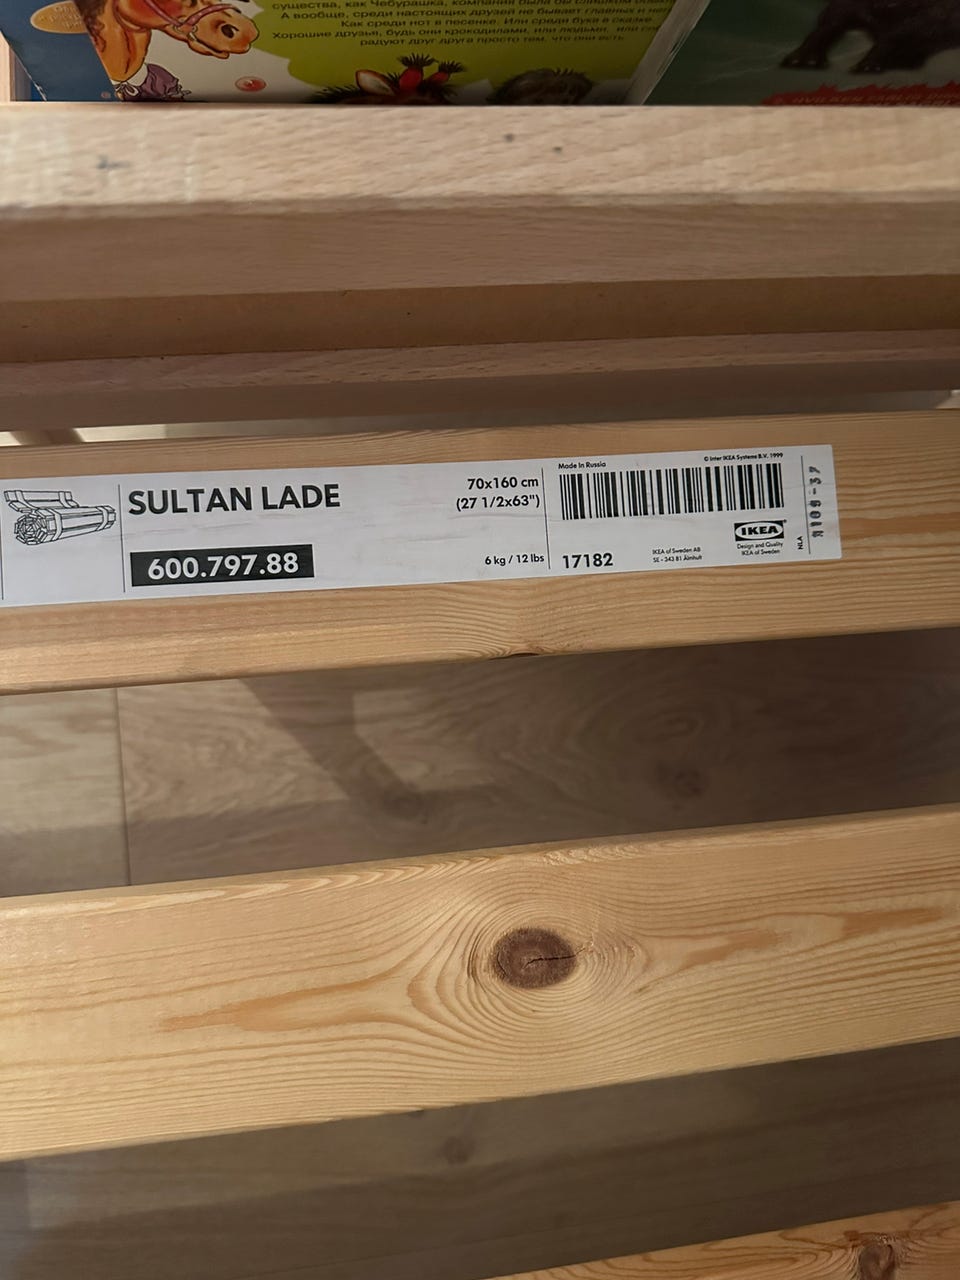 существа, как Чебурашка, компания была бы слишком
А вообще, среди настоящих друзей не бывает главных
Как среди нот в песенке. Или среди букв в сказке
Хорошие друзья, будь они крокодилами, или людьми, или
радуют друг друга просто тем, что они есть.
SULTAN LADE
600.797.88
70x160 cm
(27 1/2x63")
6 kg / 12 lbs
Made In Russia
© Inter IKEA Systems B.V. 1999
17182
IKEA of Sweden AB
SE - 343 81 Älmhult
IKEA
Design and Quality
IKEA of Sweden
NLA